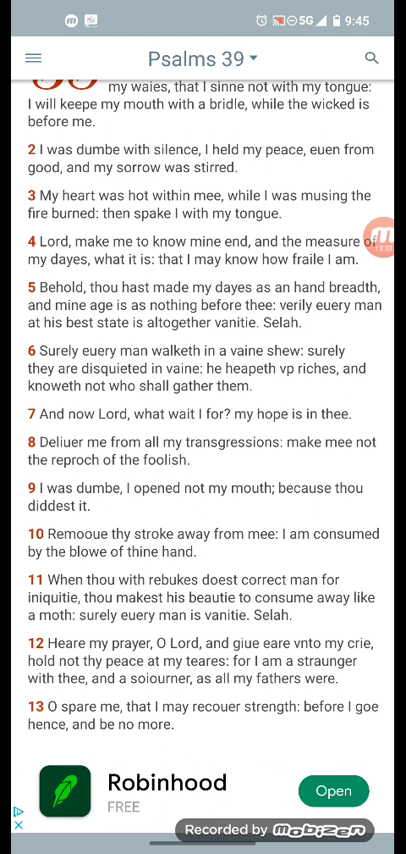 5G 9:45
Psalms 39
my waies, that I sinne not with my tongue:
I will keepe my mouth with a bridle, while the wicked is
before me.
2 I was dumbe with silence, I held my peace, euen from
good, and my sorrow was stirred.
3 My heart was hot within mee, while I was musing the
fire burned: then spake I with my tongue.
4 Lord, make me to know mine end, and the measure of
my dayes, what it is: that I may know how fraile I am.
13:33
5 Behold, thou hast made my dayes as an hand breadth,
and mine age is as nothing before thee: verily euery man
at his best state is altogether vanitie. Selah.
6 Surely euery man walketh in a vaine shew: surely
they are disquieted in vaine: he heapeth vp riches, and
knoweth not who shall gather them.
7 And now Lord, what wait I for? my hope is in thee.
8 Deliuer me from all my transgressions: make mee not
the reproch of the foolish.
9 I was dumbe, I opened not my mouth; because thou
diddest it.
10 Remooue thy stroke away from mee: I am consumed
by the blowe of thine hand.
11 When thou with rebukes doest correct man for
iniquitie, thou makest his beautie to consume away like
a moth: surely euery man is vanitie. Selah.
12 Heare my prayer, O Lord, and giue eare vnto my crie,
hold not thy peace at my teares: for I am a straunger
with thee, and a soiourner, as all my fathers were.
13 O spare me, that I may recouer strength: before I goe
hence, and be no more.
Robinhood
FREE
Open
Recorded by mobizen